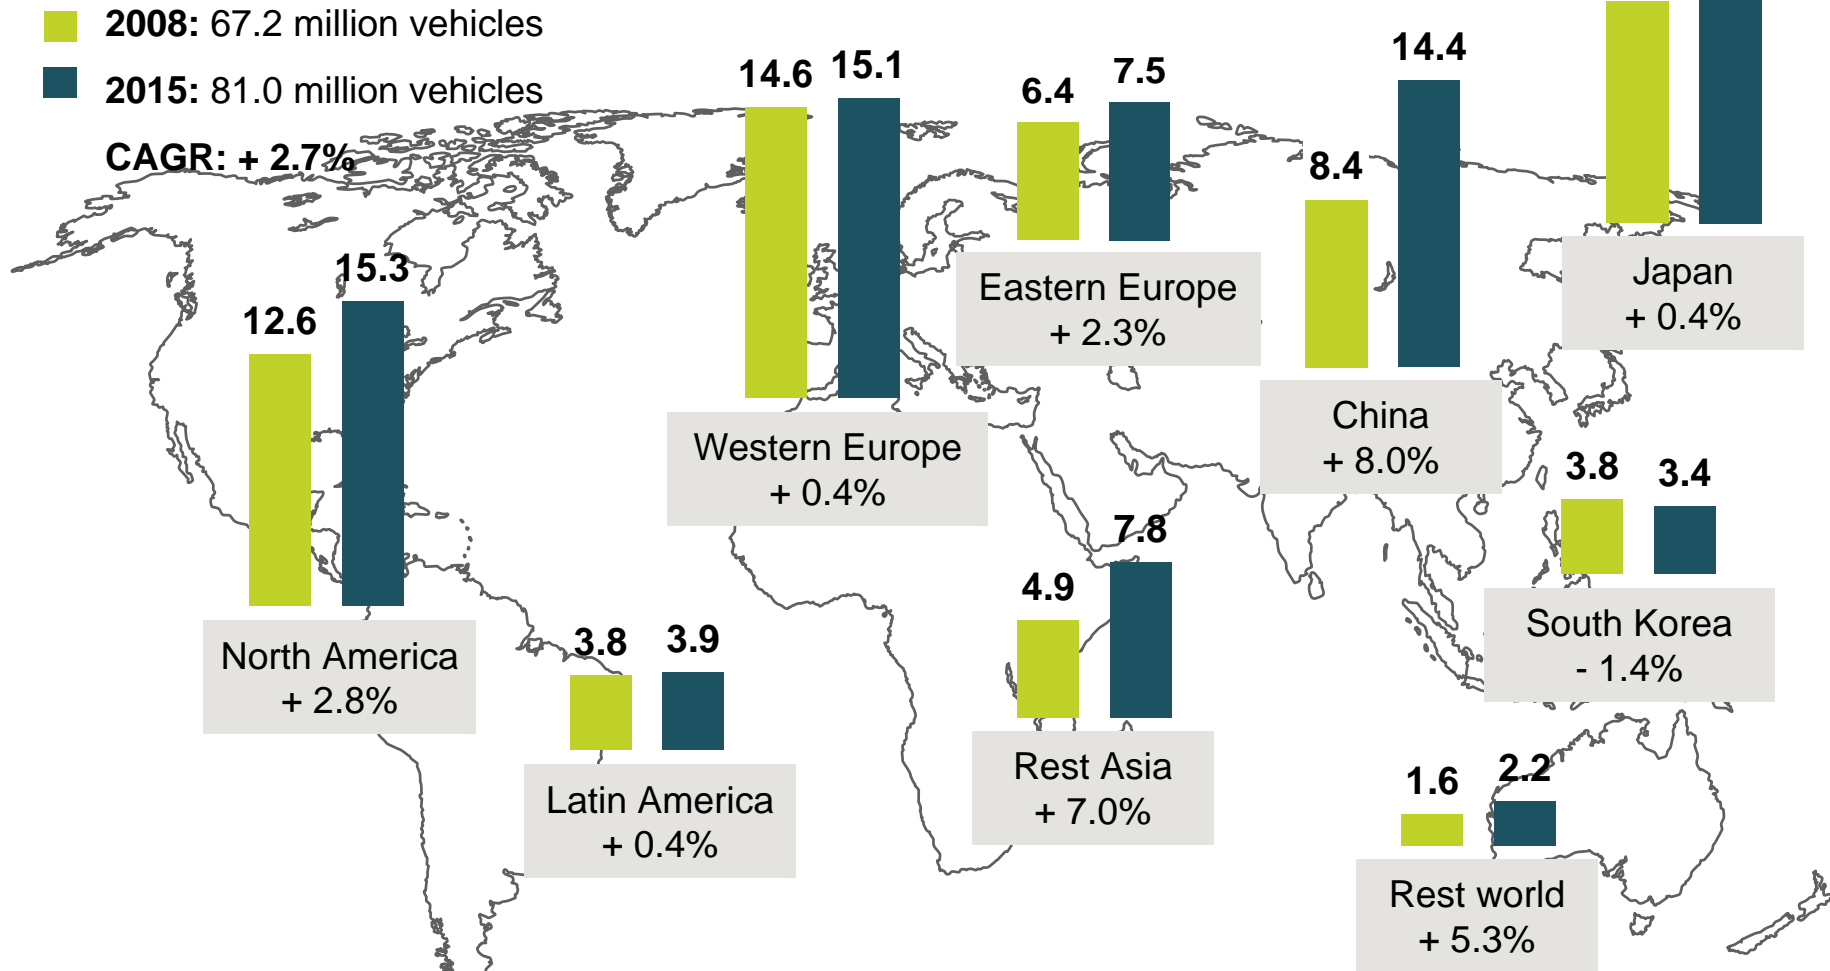 2008: 67.2 million vehicles
2015: 81.0 million vehicles
CAGR: + 2.7%
12.6
15.3
North America
+ 2.8%
3.8
3.9
Latin America
+ 0.4%
14.6
15.1
Western Europe
+ 0.4%
6.4
7.5
Eastern Europe
+ 2.3%
4.9
7.8
Rest Asia
+ 7.0%
8.4
14.4
China
+ 8.0%
Japan
+ 0.4%
3.8
3.4
South Korea
- 1.4%
1.6
2.2
Rest world
+ 5.3%